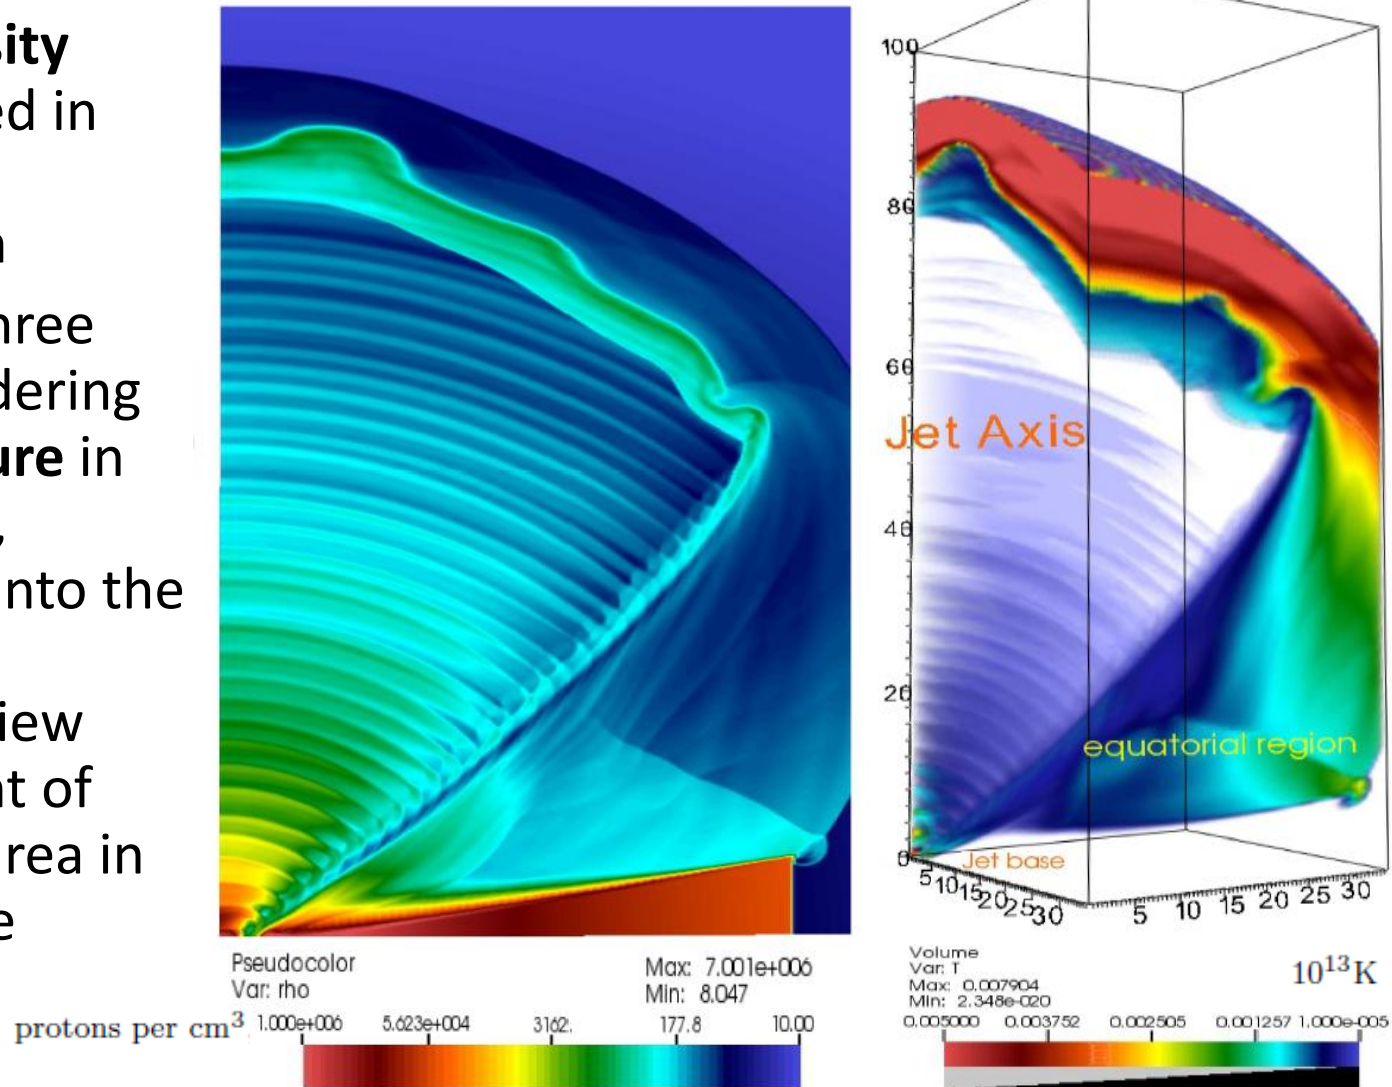 sity
ed in
n
hree
dering
ure in
,
nto the
iew
t of
rea in
e
100
80
60
Jet Axis
40
20
equatorial region
0
Jet base
5 10 15 20 25 30
5 10 15 20 25 30
Pseudocolor
Var: rho
Max: 7.001e+006
Min: 8.047
protons per cm³
1.000e+006 5.623e+004 3162. 177.8 10.00
Volume
Var: T
Max: 0.007904
Min: 2.348e-020
10¹³K
0.005000 0.003752 0.002505 0.001257 1.000e-005